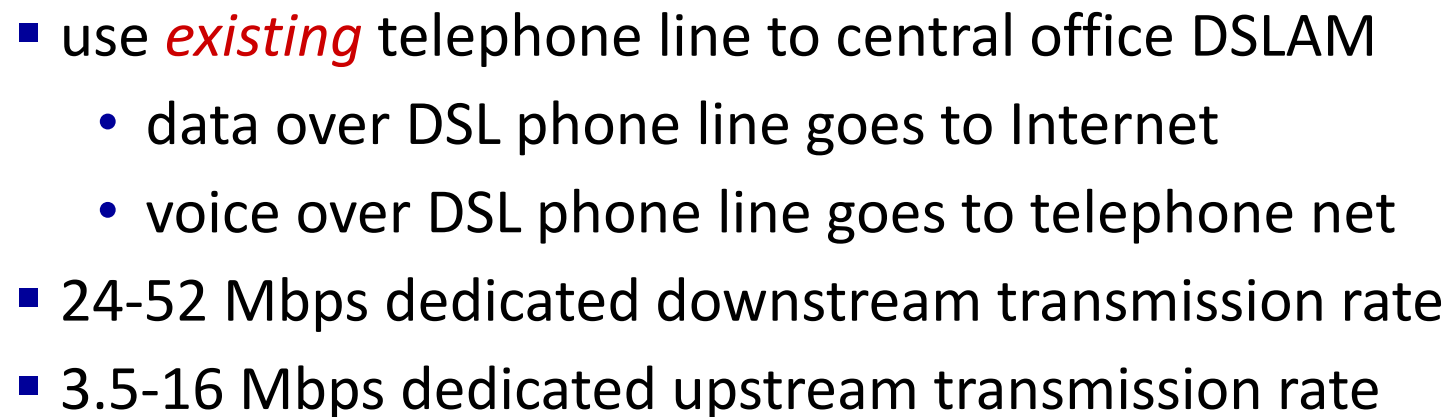 ▪ use existing telephone line to central office DSLAM
• data over DSL phone line goes to Internet
• voice over DSL phone line goes to telephone net
▪ 24-52 Mbps dedicated downstream transmission rate
▪ 3.5-16 Mbps dedicated upstream transmission rate